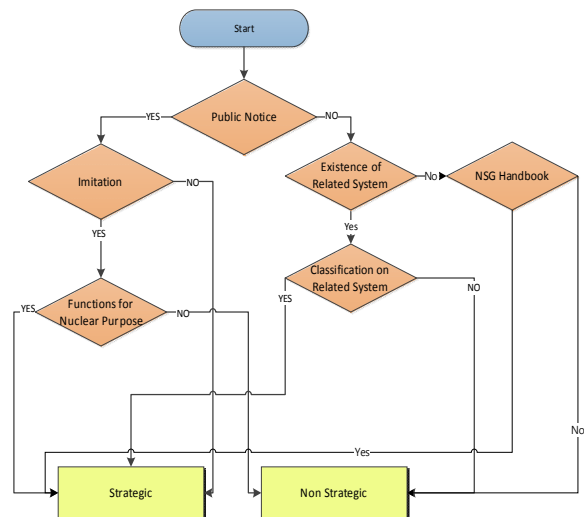 Start
Public Notice
YES
NO
Imitation
NO
Existence of
Related System
No
NSG Handbook
YES
Yes
Functions for
Nuclear Purpose
YES
NO
Classification on
Related System
YES
NO
No
Yes
Strategic
Non Strategic